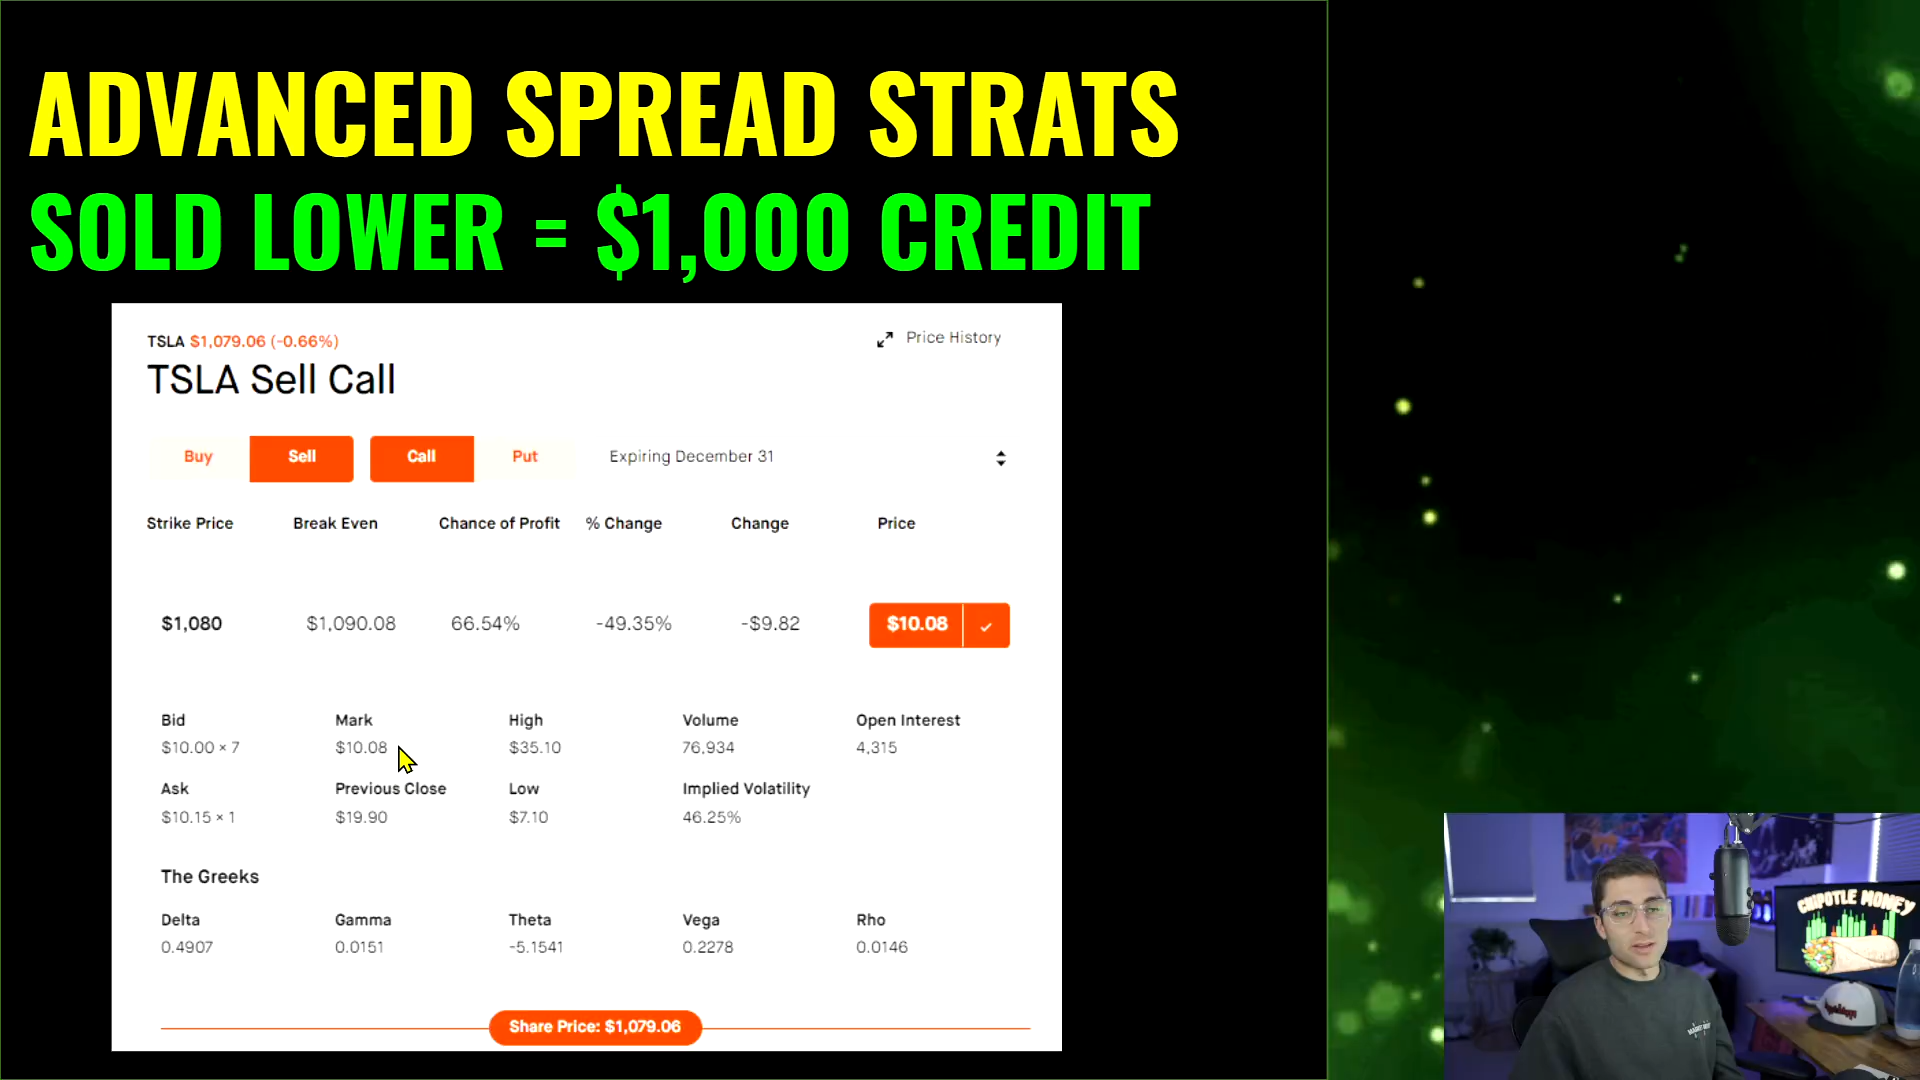 ADVANCED SPREAD STRATS
SOLD LOWER = $1,000 CREDIT
TSLA $1,079.06 (-0.66%)
Price History
TSLA Sell Call
Buy Sell Call Put Expiring December 31
Strike Price Break Even Chance of Profit % Change Change Price
$1,080 $1,090.08 66.54% -49.35% -$9.82 $10.08
Bid Mark High Volume Open Interest
$10.00 × 7 $10.08 $35.10 76,934 4,315
Ask Previous Close Low Implied Volatility
$10.15 × 1 $19.90 $7.10 46.25%
The Greeks
Delta Gamma Theta Vega Rho
0.4907 0.0151 -5.1541 0.2278 0.0146
Share Price: $1,079.06
CHIPOTLE MONEY